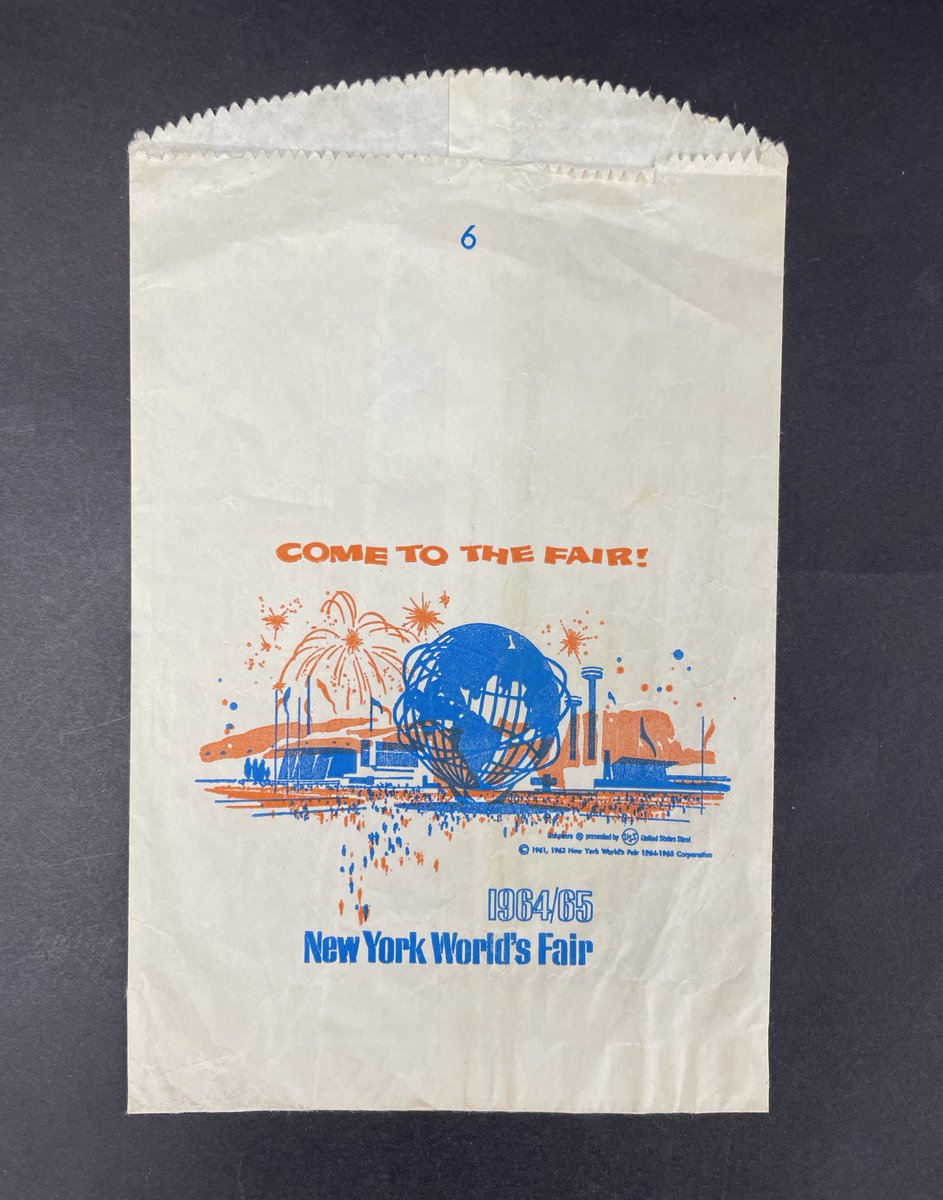 6
COME TO THE FAIR!
Unisphere ® presented by USS United States Steel
© 1961, 1963 New York World's Fair 1964-1965 Corporation
1964/65
New York World's Fair